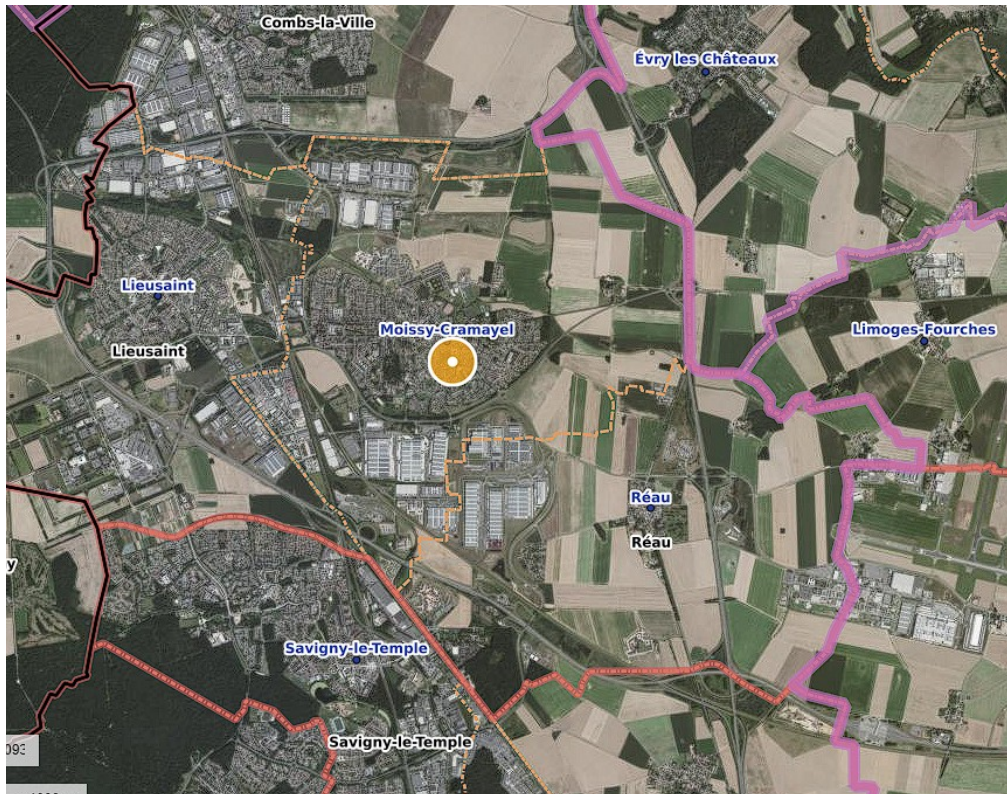 Combs-la-Ville
Évry les Châteaux
Lieusaint
Moissy-Cramayel
Limoges-Fourches
Lieusaint
Réau
Réau
y
Savigny-le-Temple
Savigny-le-Temple
093